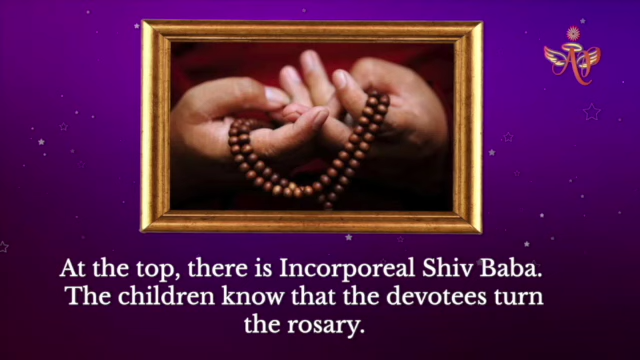 At the top, there is Incorporeal Shiv Baba.
The children know that the devotees turn
the rosary.